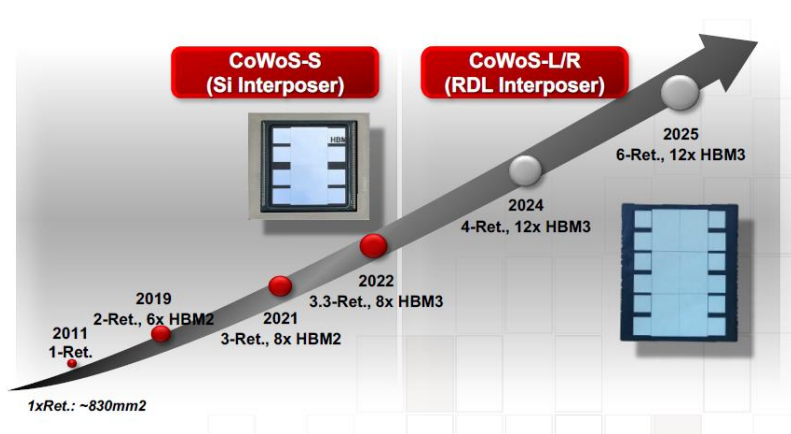 CoWoS-S
(Si Interposer)
CoWoS-L/R
(RDL Interposer)
HBM
2025
6-Ret., 12x HBM3
2024
4-Ret., 12x HBM3
2022
3.3-Ret., 8x HBM3
2021
3-Ret., 8x HBM2
2019
2-Ret., 6x HBM2
2011
1-Ret.
1xRet.: ~830mm2